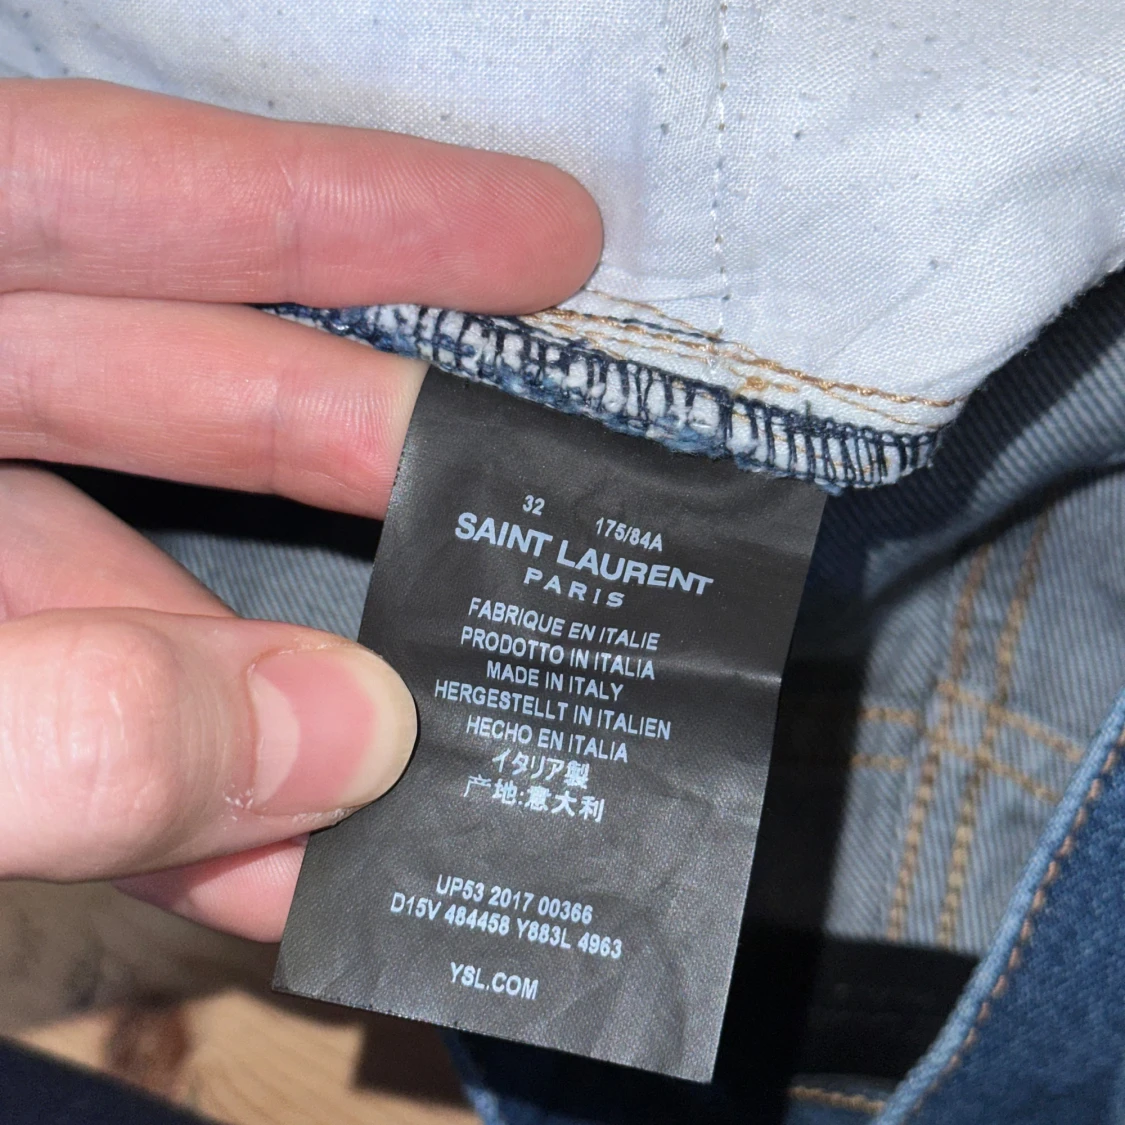 32 175/84A
SAINT LAURENT
PARIS
FABRIQUE EN ITALIE
PRODOTTO IN ITALIA
MADE IN ITALY
HERGESTELLT IN ITALIEN
HECHO EN ITALIA
イタリア製
产地:意大利
UP53 2017 00366
D15V 484458 Y883L 4963
YSL.COM